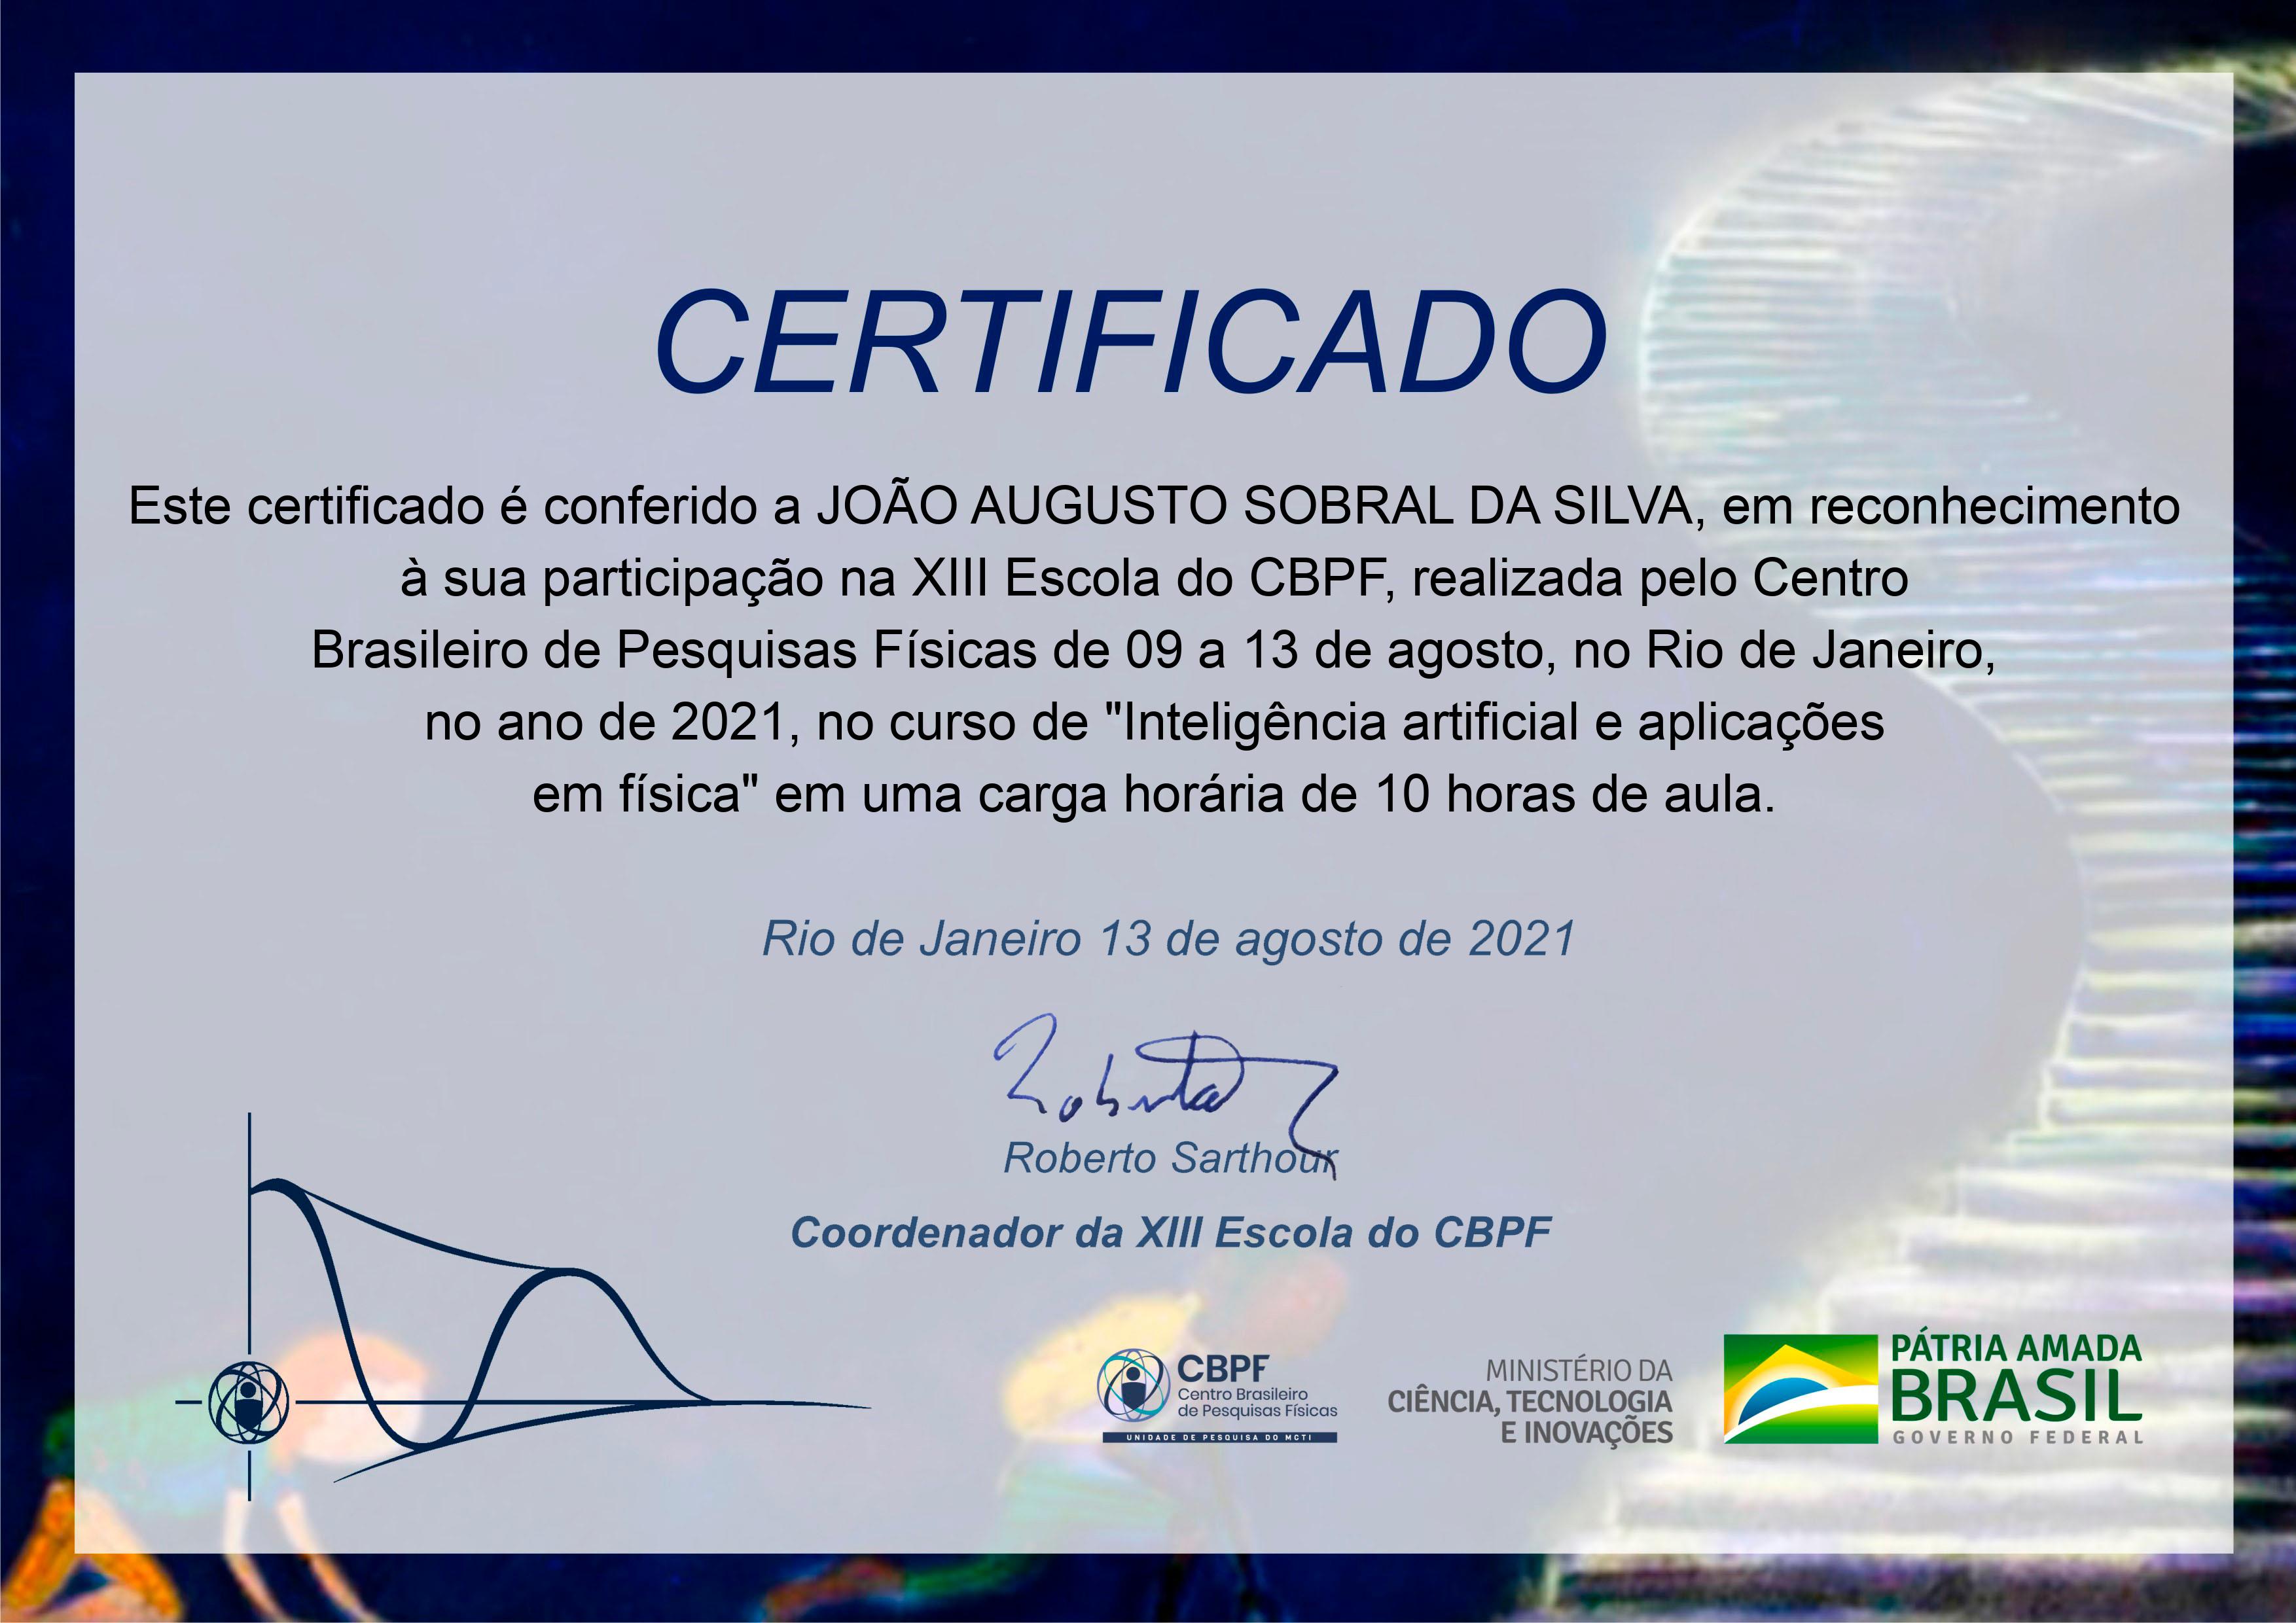 CERTIFICADO
Este certificado é conferido a JOÃO AUGUSTO SOBRAL DA SILVA, em reconhecimento
à sua participação na XIII Escola do CBPF, realizada pelo Centro
Brasileiro de Pesquisas Físicas de 09 a 13 de agosto, no Rio de Janeiro,
no ano de 2021, no curso de "Inteligência artificial e aplicações
em física" em uma carga horária de 10 horas de aula.
Rio de Janeiro 13 de agosto de 2021
Roberto
Roberto Sarthour
Coordenador da XIII Escola do CBPF
CBPF
Centro Brasileiro
de Pesquisas Físicas
UNIDADE DE PESQUISA DO MCTI
MINISTÉRIO DA
CIÊNCIA, TECNOLOGIA
E INOVAÇÕES
PÁTRIA AMADA
BRASIL
GOVERNO FEDERAL